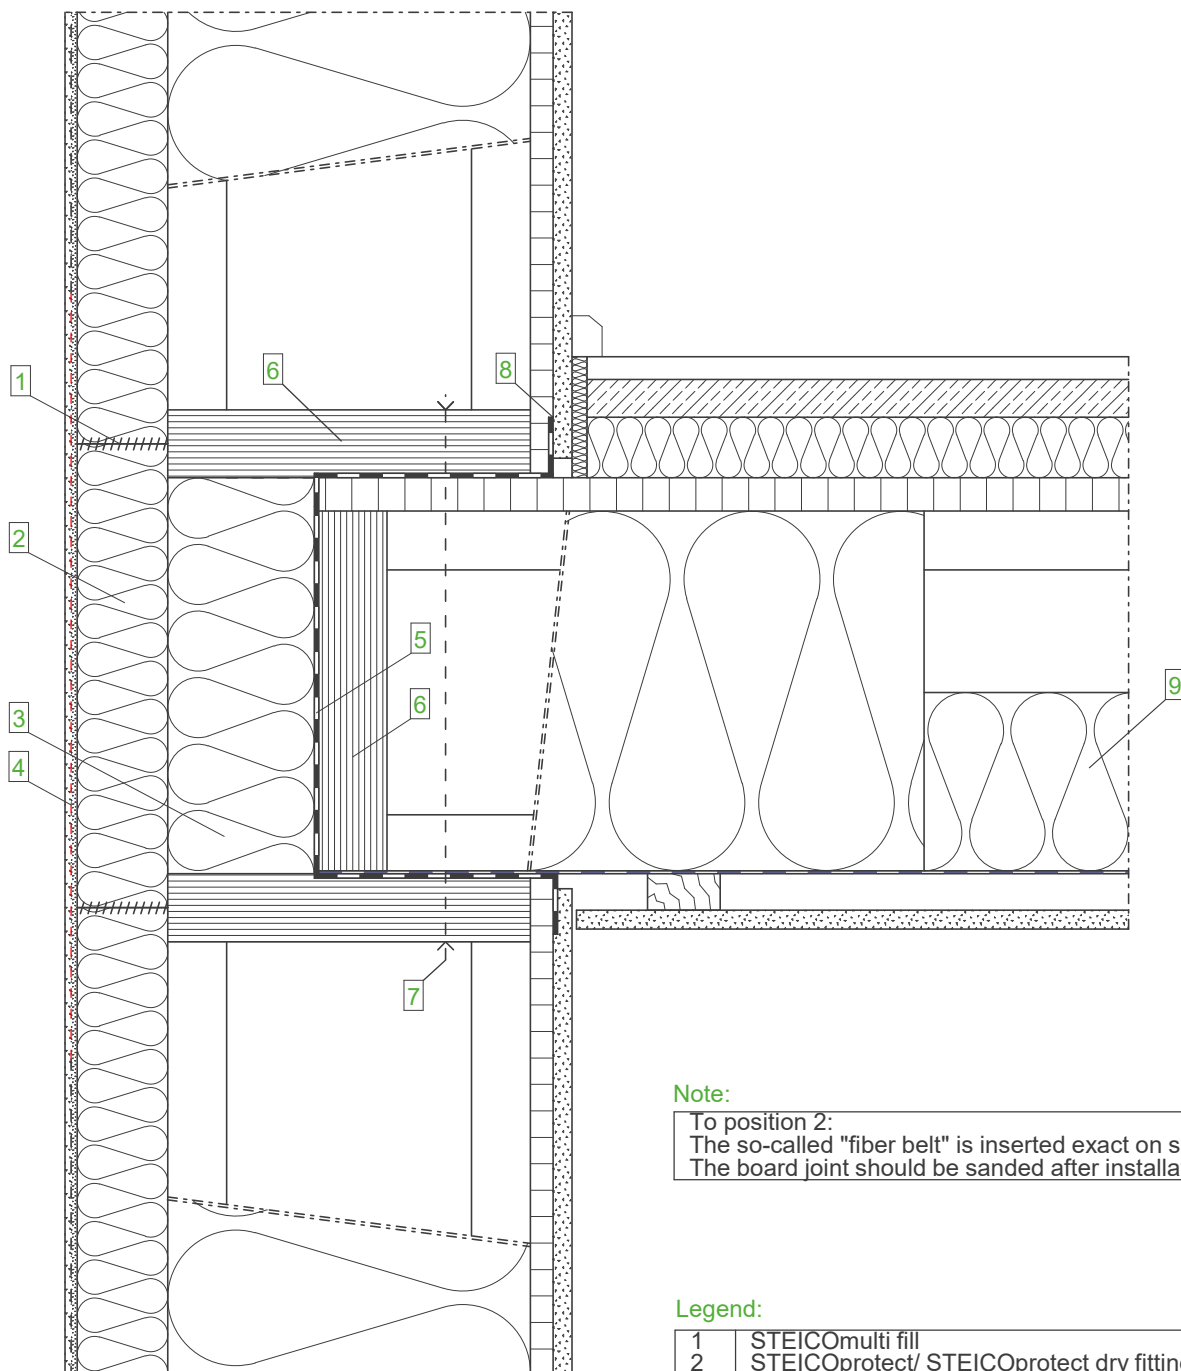 6
8
1
2
5
6
9
3
4
7
Note:
To position 2:
The so-called "fiber belt" is inserted exact on s
The board joint should be sanded after installa
Legend:
1 STEICOmulti fill
2 STEICOprotect/ STEICOprotect dry fitting